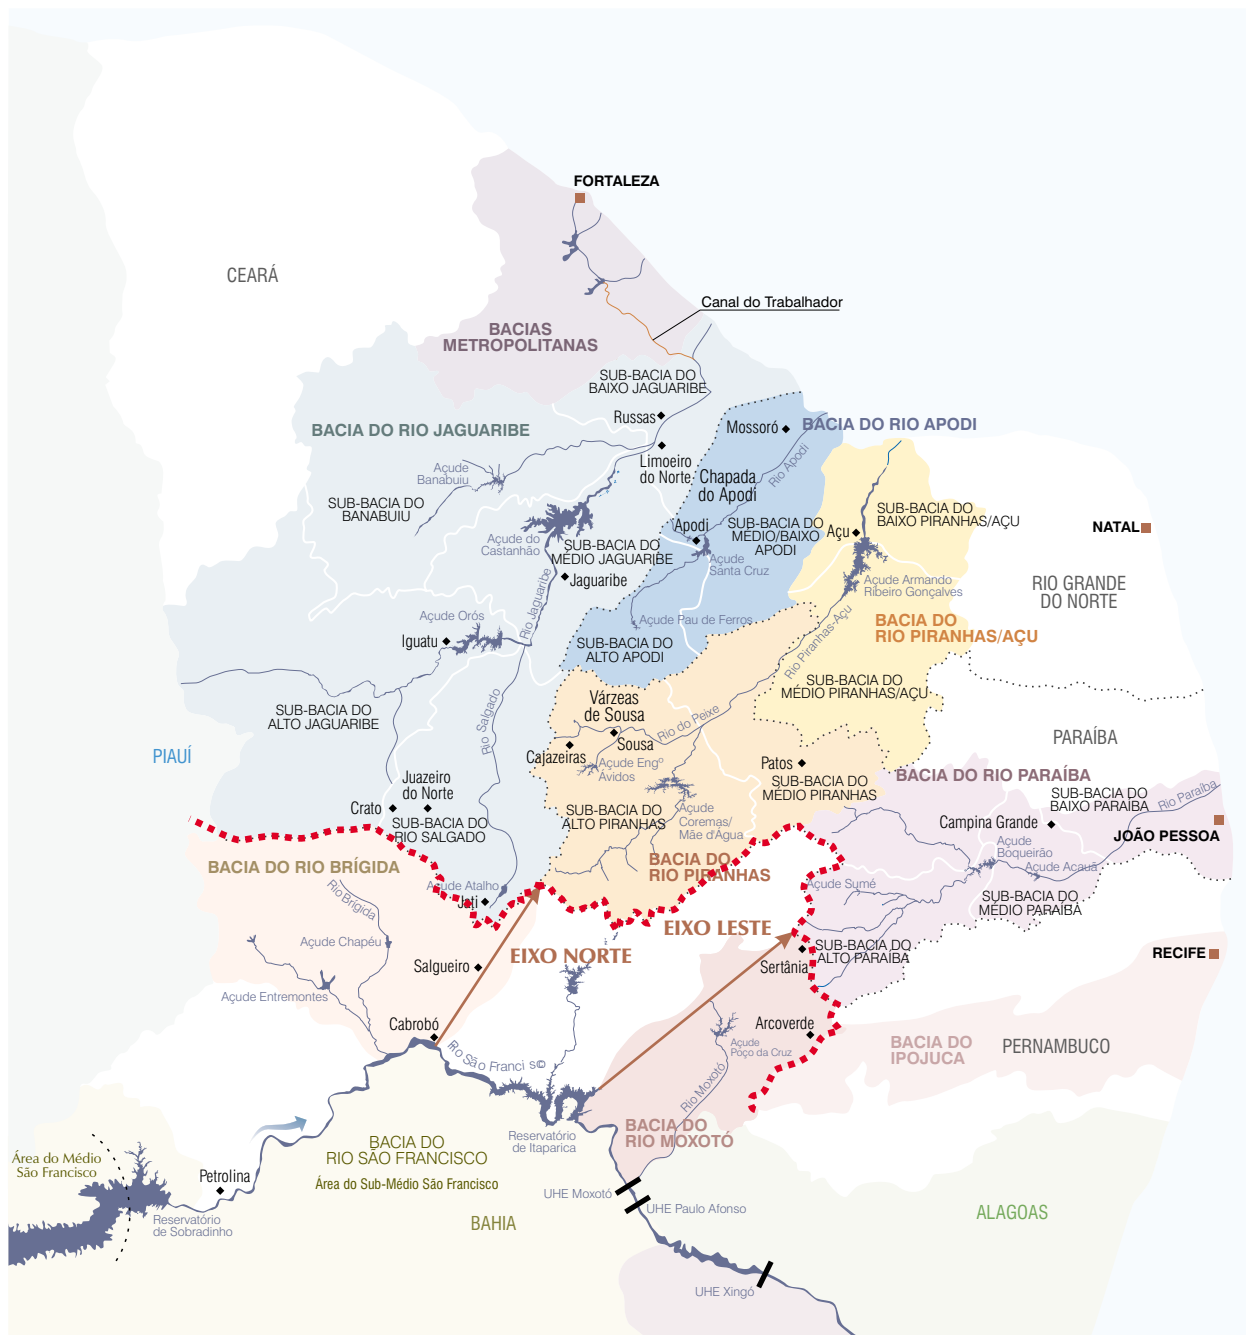 FORTALEZA
CEARÁ
Canal do Trabalhador
BACIAS
METROPOLITANAS
SUB-BACIA DO
BAIXO JAGUARIBE
Russas
BACIA DO RIO JAGUARIBE
Mossoró
BACIA DO RIO APODI
Limoeiro
do Norte
Açude
Banabuiu
Chapada
do Apodi
Rio Apodi
SUB-BACIA DO
BANABUIU
SUB-BACIA DO
BAIXO PIRANHAS/AÇU
Apodi
SUB-BACIA DO
MÉDIO/BAIXO
APODI
Açu
NATAL
Açude do
Castanhão
SUB-BACIA DO
MÉDIO JAGUARIBE
Açude
Santa Cruz
Jaguaribe
Açude Armando
Ribeiro Gonçalves
RIO GRANDE
DO NORTE
Rio Jaguaribe
Açude Orós
Iguatu
Açude Pau de Ferros
Rio Piranhas-Açu
BACIA DO
RIO PIRANHAS/AÇU
SUB-BACIA DO
ALTO APODI
SUB-BACIA DO
MÉDIO PIRANHAS/AÇU
Várzeas
de Sousa
SUB-BACIA DO
ALTO JAGUARIBE
Rio Salgado
Rio do Peixe
Sousa
Cajazeiras
PIAUÍ
PARAÍBA
Açude Engº
Ávidos
Patos
SUB-BACIA DO
MÉDIO PIRANHAS
BACIA DO RIO PARAÍBA
Juazeiro
do Norte
Crato
SUB-BACIA DO
RIO SALGADO
SUB-BACIA DO
ALTO PIRANHAS
Açude
Coremas/
Mãe d'Água
SUB-BACIA DO
BAIXO PARAÍBA
Rio Paraíba
Campina Grande
JOÃO PESSOA
Açude
Boqueirão
Açude Acauã
BACIA DO RIO BRÍGIDA
BACIA DO
RIO PIRANHAS
Rio Brígida
Açude Atalho
Jati
Açude Sumé
SUB-BACIA DO
MÉDIO PARAÍBA
EIXO LESTE
Açude Chapéu
EIXO NORTE
SUB-BACIA DO
ALTO PARAÍBA
RECIFE
Salgueiro
Sertânia
Açude Entremontes
Cabrobó
Arcoverde
Açude
Poço da Cruz
BACIA DO
IPOJUCA
PERNAMBUCO
Rio São Francisc©
Rio Moxotó
BACIA DO
RIO MOXOTÓ
Reservatório
de Itaparica
BACIA DO
RIO SÃO FRANCISCO
Área do Sub-Médio São Francisco
Área do Médio
São Francisco
Petrolina
UHE Moxotó
UHE Paulo Afonso
Reservatório
de Sobradinho
BAHIA
ALAGOAS
UHE Xingó